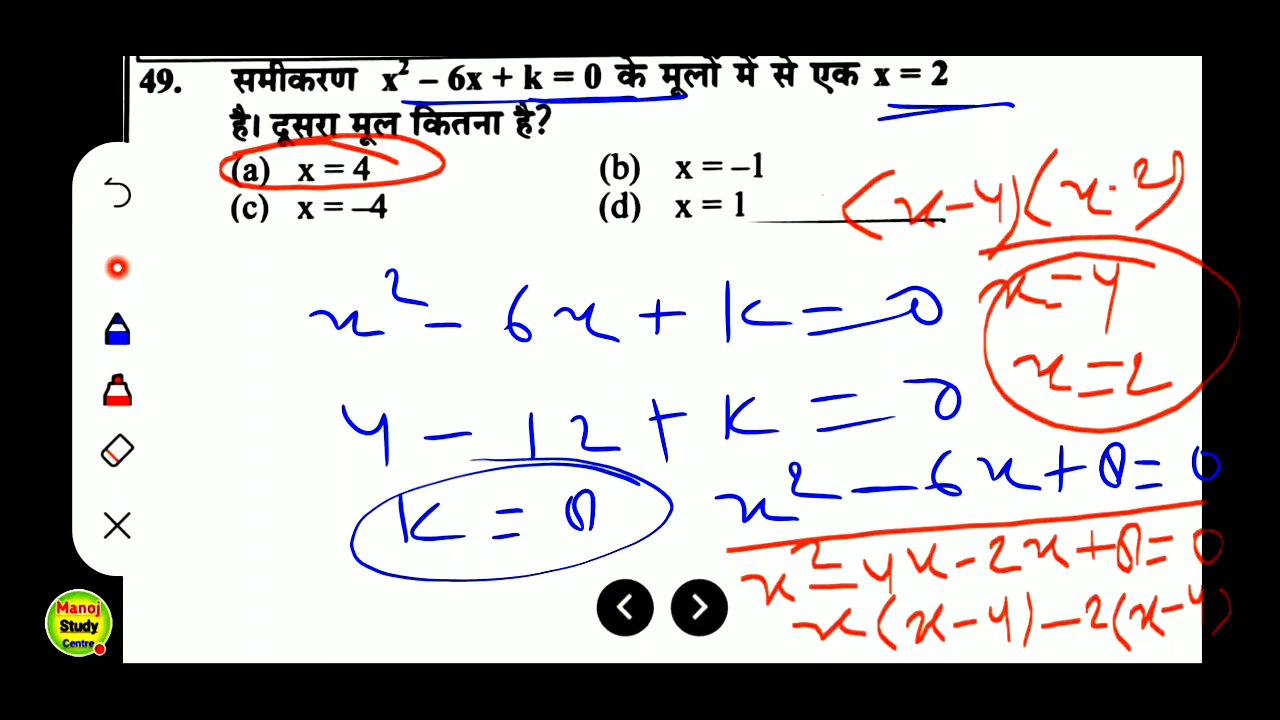 49. समीकरण x² – 6x + k = 0 के मूलों में से एक x = 2
है। दूसरा मूल कितना है?
(a) x = 4 (b) x = –1
(c) x = –4 (d) x = 1
(x-4)(x-2)
x=4
x=2
x² - 6x + k = 0
4 - 12 + k = 0
k = 8
x² - 6x + 8 = 0
x² - 4x - 2x + 8 = 0
x(x-4) - 2(x-4)
Manoj
Study
Centre